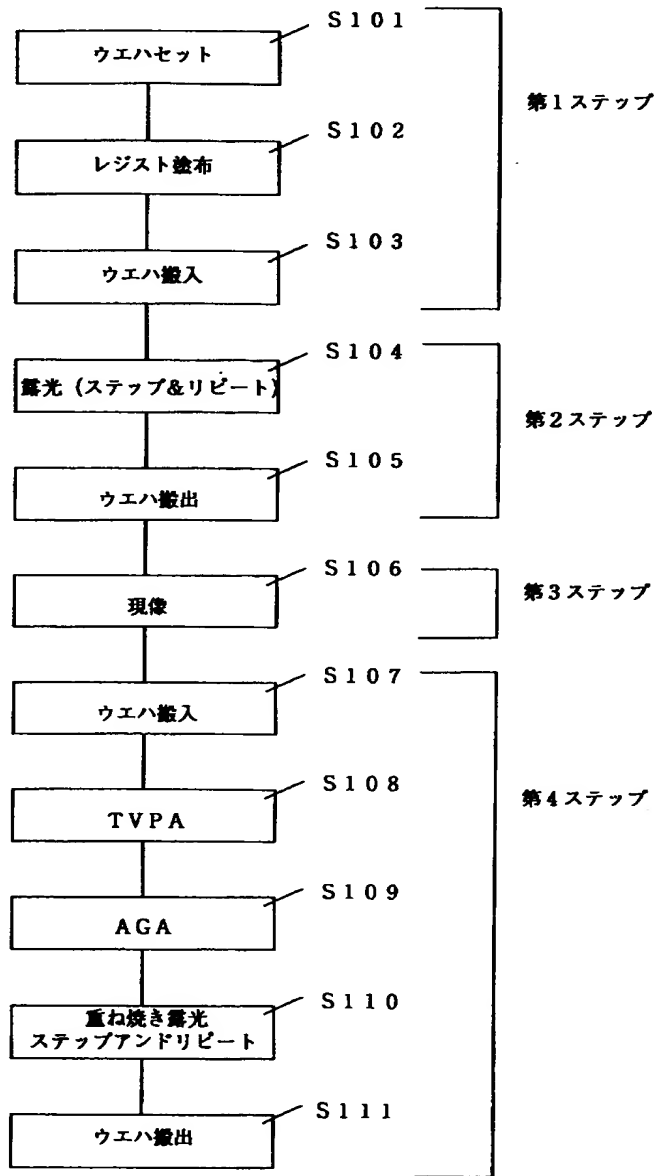 S101
ウエハセット
第1ステップ
S102
レジスト塗布
S103
ウエハ搬入
S104
露光(ステップ&リピート)
第2ステップ
S105
ウエハ搬出
S106
現像
第3ステップ
S107
ウエハ搬入
S108
TVPA
第4ステップ
S109
AGA
S110
重ね焼き露光
ステップアンドリピート
S111
ウエハ搬出